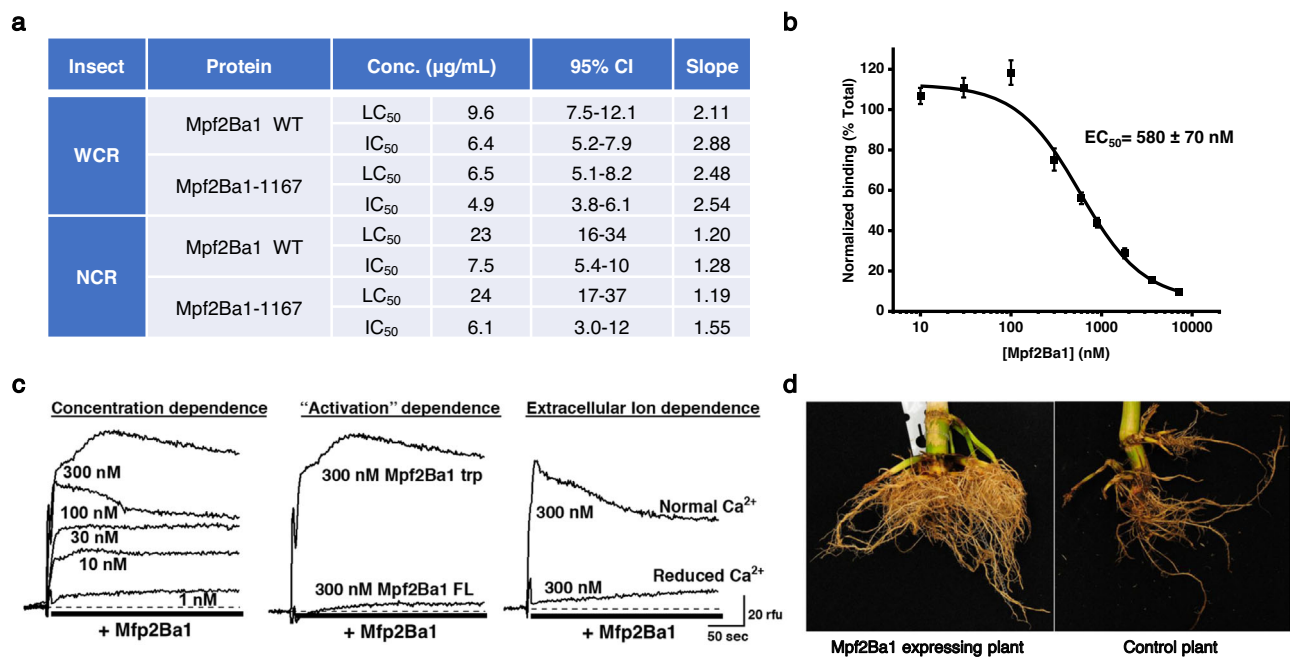 a
Insect Protein Conc. (µg/mL) 95% CI Slope
WCR
Mpf2Ba1 WT
LC50 9.6 7.5-12.1 2.11
IC50 6.4 5.2-7.9 2.88
Mpf2Ba1-1167
LC50 6.5 5.1-8.2 2.48
IC50 4.9 3.8-6.1 2.54
NCR
Mpf2Ba1 WT
LC50 23 16-34 1.20
IC50 7.5 5.4-10 1.28
Mpf2Ba1-1167
LC50 24 17-37 1.19
IC50 6.1 3.0-12 1.55
b
Normalized binding (% Total)
120
100
80
60
40
20
0
EC50= 580 ± 70 nM
10 100 1000 10000
[Mpf2Ba1] (nM)
c
Concentration dependence
300 nM
100 nM
30 nM
10 nM
1 nM
+ Mfp2Ba1
"Activation" dependence
300 nM Mpf2Ba1 trp
300 nM Mpf2Ba1 FL
+ Mfp2Ba1
Extracellular Ion dependence
300 nM
Normal Ca2+
300 nM
Reduced Ca2+
+ Mfp2Ba1
20 rfu
50 sec
d
Mpf2Ba1 expressing plant
Control plant